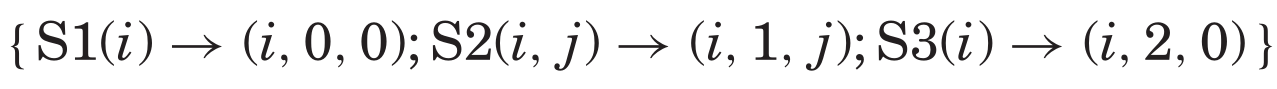 { S1(i) → (i, 0, 0); S2(i, j) → (i, 1, j); S3(i) → (i, 2, 0) }